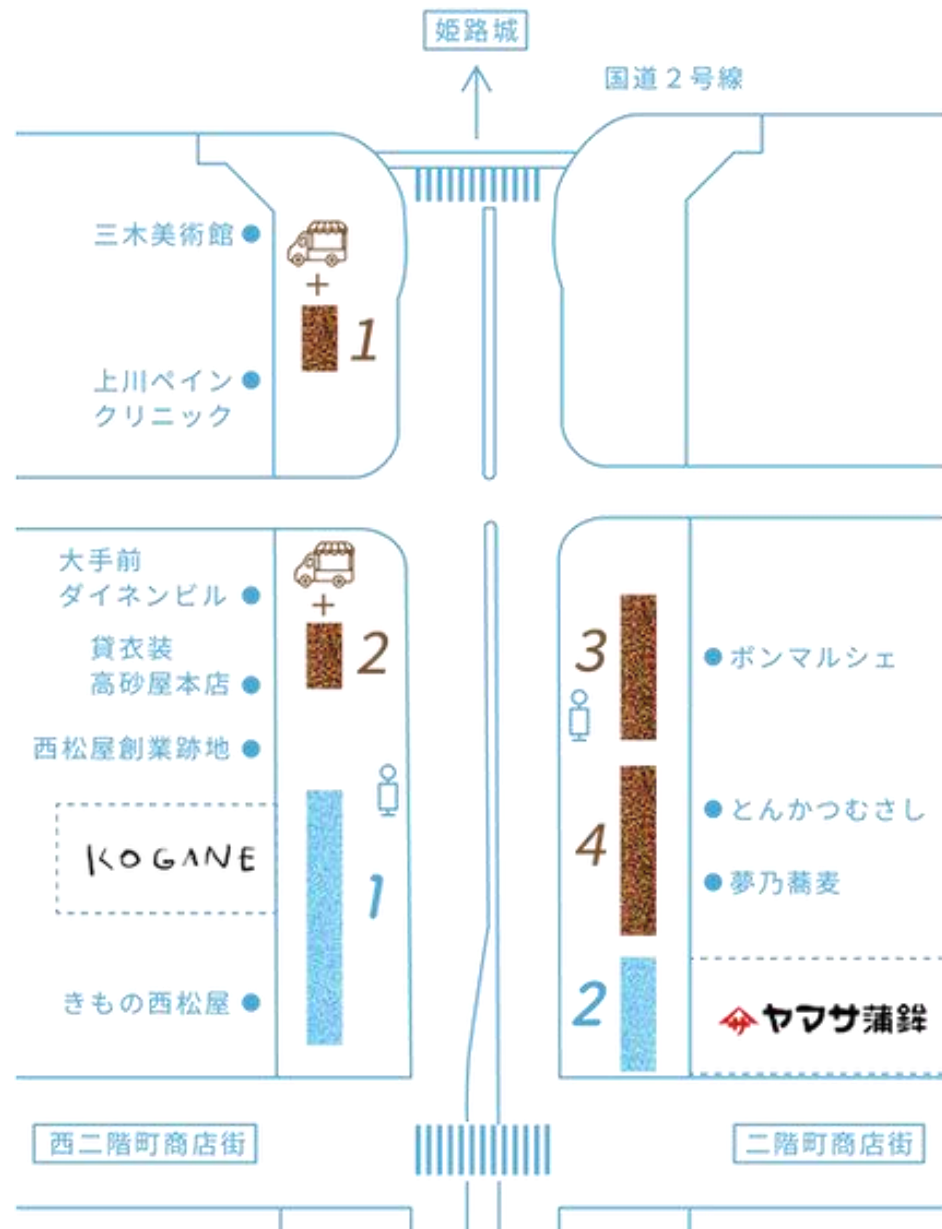 姫路城
国道2号線
三木美術館
+
1
上川ペイン
クリニック
大手前
ダイネンビル
+
2
貸衣装
高砂屋本店
西松屋創業跡地
KOGANE
1
きもの西松屋
3
ボンマルシェ
4
とんかつむさし
夢乃蕎麦
2
サ ヤマサ蒲鉾
西二階町商店街
二階町商店街